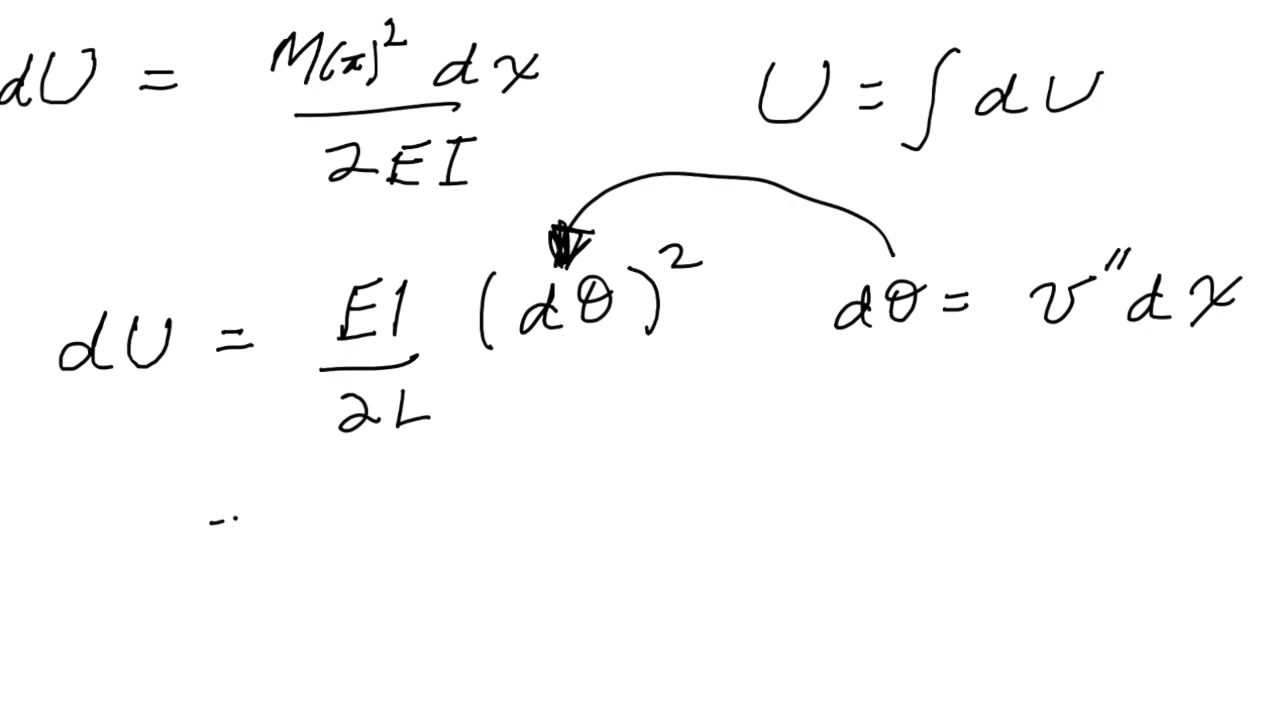 dU = M(x)² dx / 2EI    U = ∫ dU
dU = EI / 2L (dθ)²    dθ = v'' dx